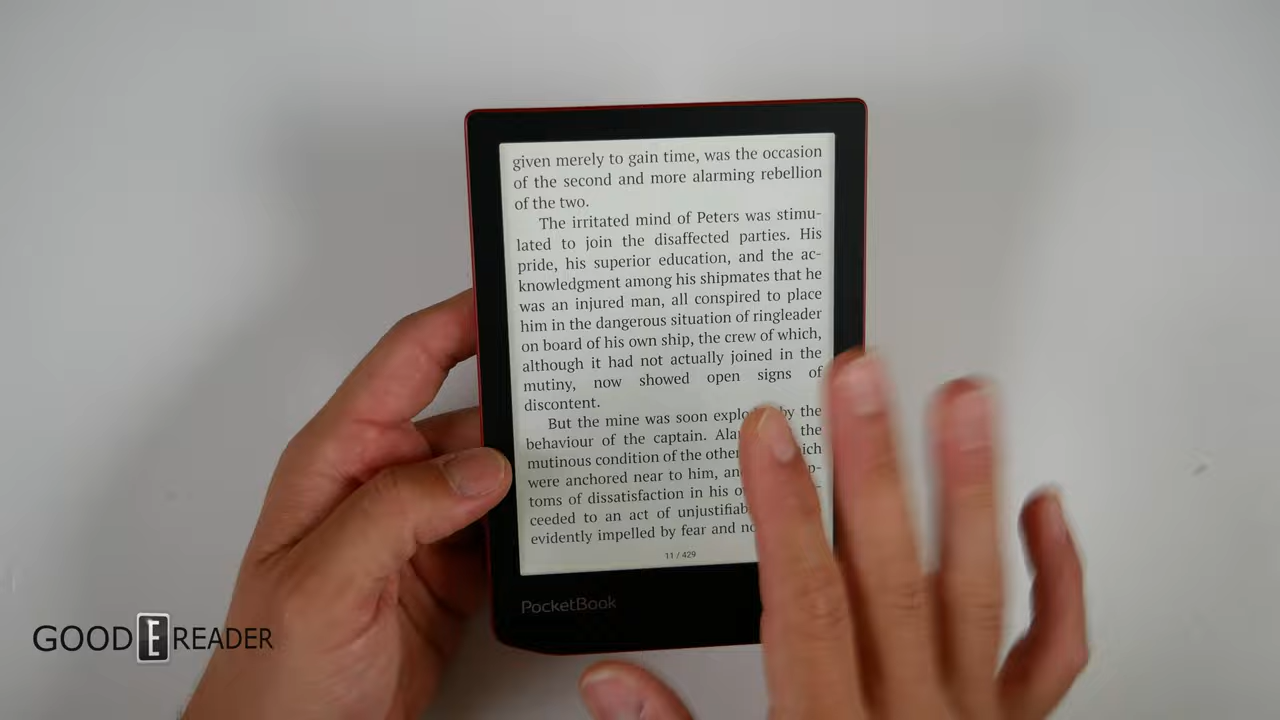 given merely to gain time, was the occasion
of the second and more alarming rebellion
of the two.
The irritated mind of Peters was stimu-
lated to join the disaffected parties. His
pride, his superior education, and the ac-
knowledgment among his shipmates that he
was an injured man, all conspired to place
him in the dangerous situation of ringleader
on board of his own ship, the crew of which,
although it had not actually joined in the
mutiny, now showed open signs of
discontent.
But the mine was soon by the
behaviour of the captain. the
mutinous condition of the
were anchored near to him,
toms of dissatisfaction in his
ceeded to an act of
evidently impelled by fear and
11 / 429
PocketBook
GOOD E READER